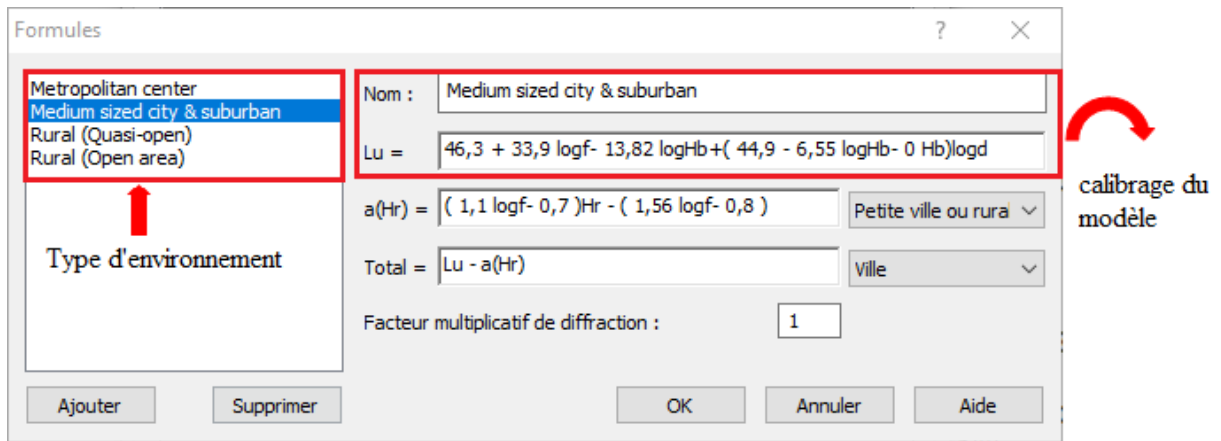 Formules
?
Metropolitan center
Medium sized city & suburban
Rural (Quasi-open)
Rural (Open area)
Type d'environnement
Nom :
Medium sized city & suburban
Lu =
46,3 + 33,9 logf- 13,82 logHb+( 44,9 - 6,55 logHb- 0 Hb)logd
a(Hr) =
( 1,1 logf- 0,7 )Hr - ( 1,56 logf- 0,8 )
Petite ville ou rural
Total =
Lu - a(Hr)
Ville
Facteur multiplicatif de diffraction :
1
calibrage du
modèle
Ajouter
Supprimer
OK
Annuler
Aide